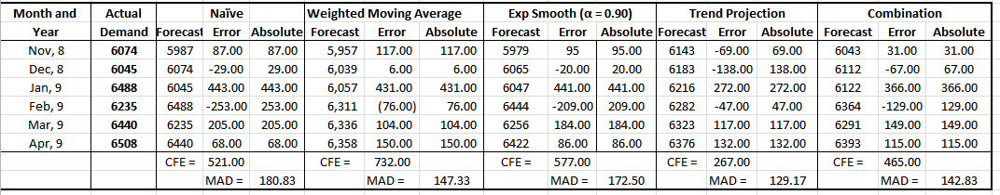 Month and Actual Naïve Weighted Moving Average Exp Smooth (α = 0.90) Trend Projection Combination
Year Demand Forecast Error Absolute Forecast Error Absolute Forecast Error Absolute Forecast Error Absolute Forecast Error Absolute
Nov, 8 6074 5987 87.00 87.00 5,957 117.00 117.00 5979 95 95.00 6143 -69.00 69.00 6043 31.00 31.00
Dec, 8 6045 6074 -29.00 29.00 6,039 6.00 6.00 6065 -20.00 20.00 6183 -138.00 138.00 6112 -67.00 67.00
Jan, 9 6488 6045 443.00 443.00 6,057 431.00 431.00 6047 441.00 441.00 6216 272.00 272.00 6122 366.00 366.00
Feb, 9 6235 6488 -253.00 253.00 6,311 (76.00) 76.00 6444 -209.00 209.00 6282 -47.00 47.00 6364 -129.00 129.00
Mar, 9 6440 6235 205.00 205.00 6,336 104.00 104.00 6256 184.00 184.00 6323 117.00 117.00 6291 149.00 149.00
Apr, 9 6508 6440 68.00 68.00 6,358 150.00 150.00 6422 86.00 86.00 6376 132.00 132.00 6393 115.00 115.00
CFE = 521.00 CFE = 732.00 CFE = 577.00 CFE = 267.00 CFE = 465.00
MAD = 180.83 MAD = 147.33 MAD = 172.50 MAD = 129.17 MAD = 142.83